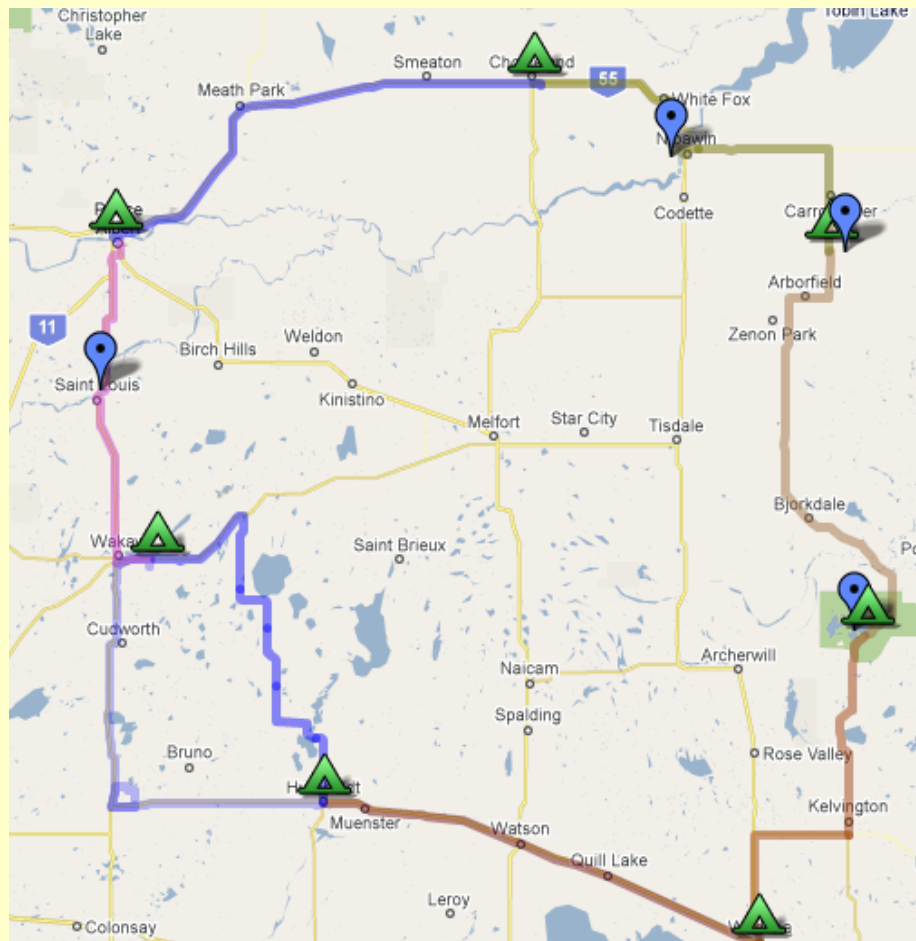 Christopher
Lake
Tobin Lake
Smeaton
55
Meath Park
White Fox
Codette
Arborfield
Zenon Park
11
Weldon
Birch Hills
Kinistino
Melfort
Star City
Tisdale
Bjorkdale
Saint Brieux
Cudworth
Archerwill
Naicam
Spalding
Bruno
Rose Valley
Muenster
Watson
Kelvington
Quill Lake
Leroy
Colonsay